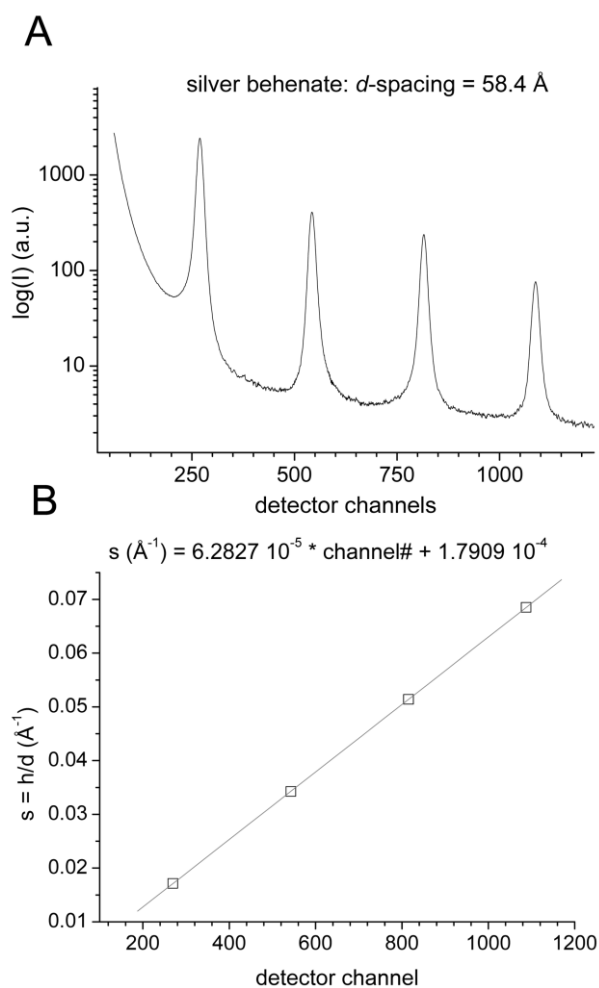 A
silver behenate: d-spacing = 58.4 Å
log(I) (a.u.)
1000
100
10
250
500
750
1000
detector channels
B
s (Å⁻¹) = 6.2827 10⁻⁵ * channel# + 1.7909 10⁻⁴
s = h/d (Å⁻¹)
0.07
0.06
0.05
0.04
0.03
0.02
0.01
200
400
600
800
1000
1200
detector channel